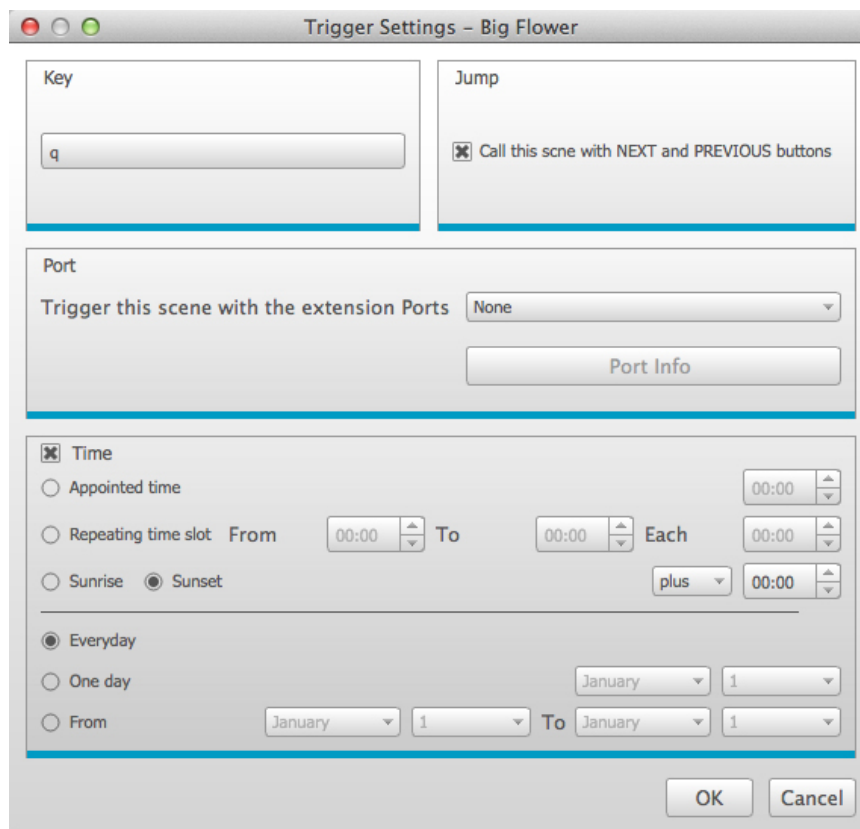 Trigger Settings – Big Flower
Key
q
Jump
Call this scne with NEXT and PREVIOUS buttons
Port
Trigger this scene with the extension Ports None
Port Info
Time
Appointed time 00:00
Repeating time slot From 00:00 To 00:00 Each 00:00
Sunrise Sunset plus 00:00
Everyday
One day January 1
From January 1 To January 1
OK Cancel